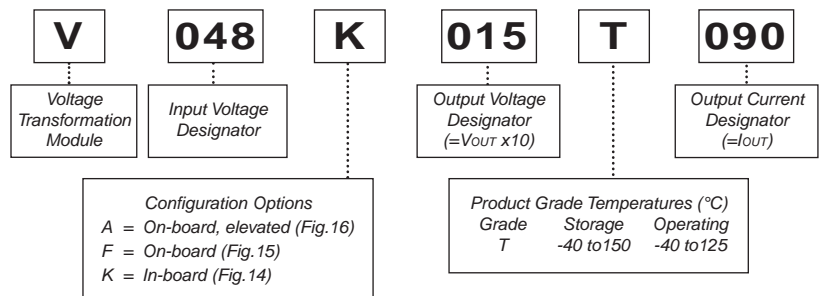 V 048 K 015 T 090
Voltage
Transformation
Module
Input Voltage
Designator
Output Voltage
Designator
(=VOUT x10)
Output Current
Designator
(=IOUT)
Configuration Options
A = On-board, elevated (Fig.16)
F = On-board (Fig.15)
K = In-board (Fig.14)
Product Grade Temperatures (°C)
Grade Storage Operating
T -40 to150 -40 to125